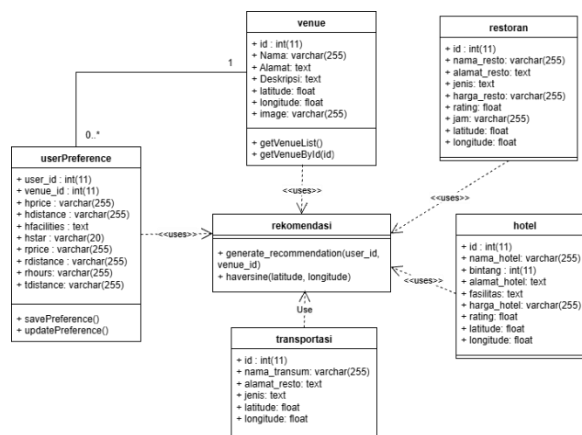 venue
+ id : int(11)
+ Nama: varchar(255)
+ Alamat: text
+ Deskripsi: text
+ latitude: float
+ longitude: float
+ image: varchar(255)
+ getVenueList()
+ getVenueById(id)
restoran
+ id : int(11)
+ nama_resto: varchar(255)
+ alamat_resto: text
+ jenis: text
+ harga_resto: varchar(255)
+ rating: float
+ jam: varchar(255)
+ latitude: float
+ longitude: float
1
0..*
userPreference
+ user_id : int(11)
+ venue_id : int(11)
+ hprice : varchar(255)
+ hdistance : varchar(255)
+ hfacilities : text
+ hstar : varchar(20)
+ rprice : varchar(255)
+ rdistance : varchar(255)
+ rhours: varchar(255)
+ tdistance: varchar(255)
+ savePreference()
+ updatePreference()
<<uses>>
<<uses>>
<<uses>>
<<uses>>
rekomendasi
+ generate_recommendation(user_id,
venue_id)
+ haversine(latitude, longitude)
Use
hotel
+ id : int(11)
+ nama_hotel: varchar(255)
+ bintang : int(11)
+ alamat_hotel: text
+ fasilitas: text
+ harga_hotel: varchar(255)
+ rating: float
+ latitude: float
+ longitude: float
transportasi
+ id : int(11)
+ nama_transum: varchar(255)
+ alamat_resto: text
+ jenis: text
+ latitude: float
+ longitude: float